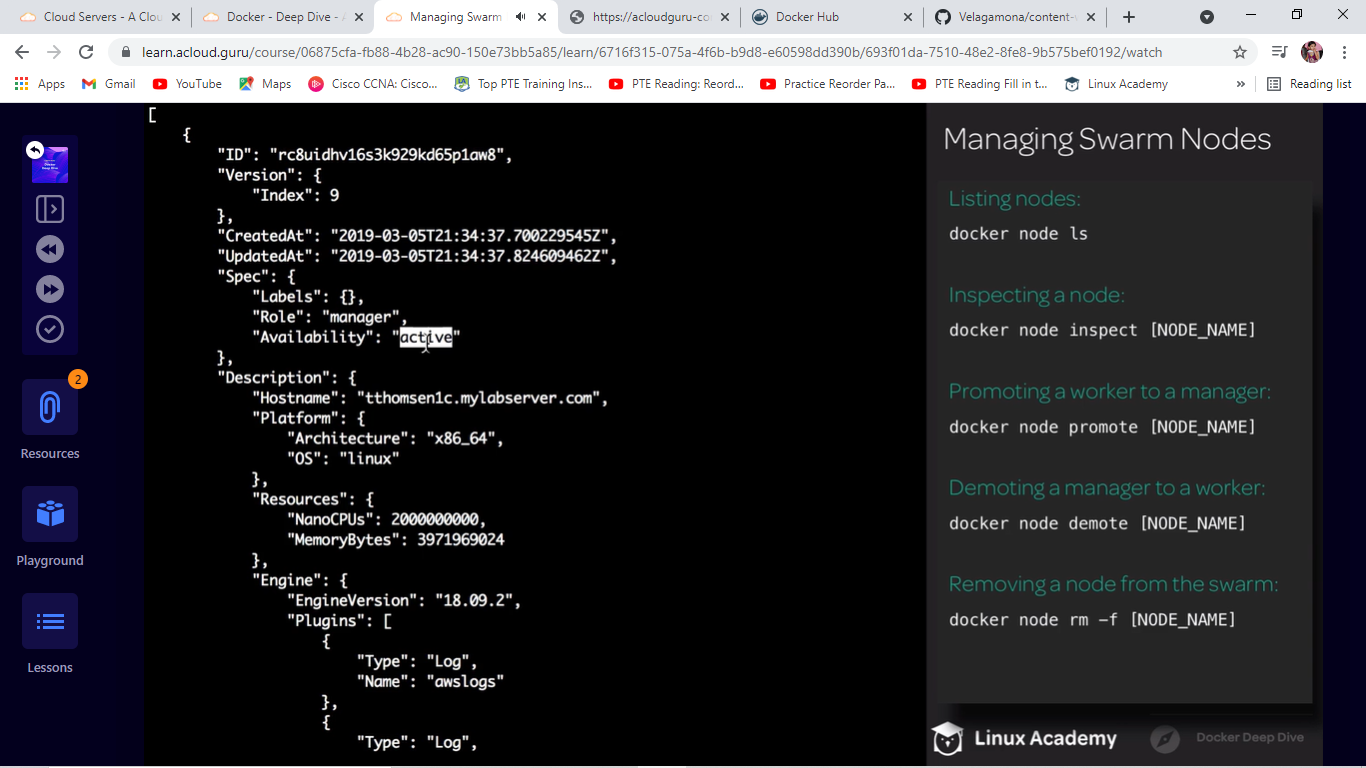 Cloud Servers - A Clou
Docker - Deep Dive - A
Managing Swarm
https://acloudguru-co
Docker Hub
Velagamona/content-
learn.acloud.guru/course/06875cfa-fb88-4b28-ac90-150e73bb5a85/learn/6716f315-075a-4f6b-b9d8-e60598dd390b/693f01da-7510-48e2-8fe8-9b575bef0192/watch
Apps
Gmail
YouTube
Maps
Cisco CCNA: Cisco...
Top PTE Training Ins...
PTE Reading: Reord...
Practice Reorder Pa...
PTE Reading Fill in t...
Linux Academy
»
Reading list
2
Resources
Playground
Lessons
[
{
"ID": "rc8uidhv16s3k929kd65p1aw8",
"Version": {
"Index": 9
},
"CreatedAt": "2019-03-05T21:34:37.700229545Z",
"UpdatedAt": "2019-03-05T21:34:37.824609462Z",
"Spec": {
"Labels": {},
"Role": "manager",
"Availability": "active"
},
"Description": {
"Hostname": "tthomsen1c.mylabserver.com",
"Platform": {
"Architecture": "x86_64",
"OS": "linux"
},
"Resources": {
"NanoCPUs": 2000000000,
"MemoryBytes": 3971969024
},
"Engine": {
"EngineVersion": "18.09.2",
"Plugins": [
{
"Type": "Log",
"Name": "awslogs"
},
{
"Type": "Log",
Managing Swarm Nodes
Listing nodes:
docker node ls
Inspecting a node:
docker node inspect [NODE_NAME]
Promoting a worker to a manager:
docker node promote [NODE_NAME]
Demoting a manager to a worker:
docker node demote [NODE_NAME]
Removing a node from the swarm:
docker node rm -f [NODE_NAME]
Linux Academy
Docker Deep Dive